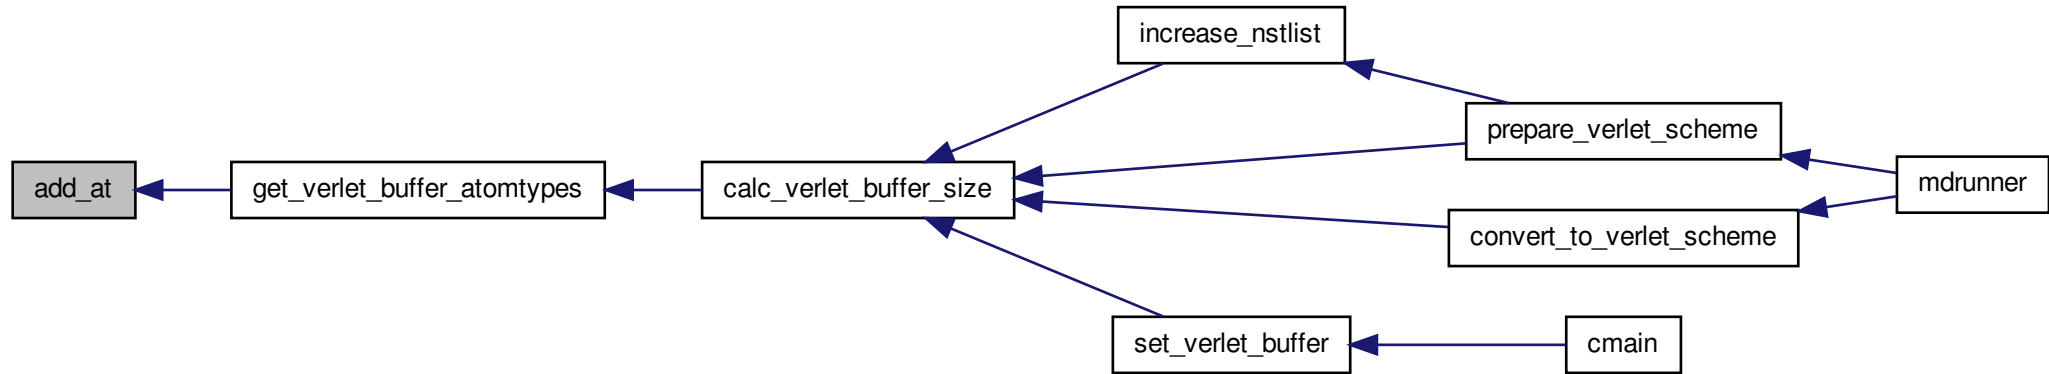 increase_nstlist
prepare_verlet_scheme
add_at
get_verlet_buffer_atomtypes
calc_verlet_buffer_size
mdrunner
convert_to_verlet_scheme
set_verlet_buffer
cmain